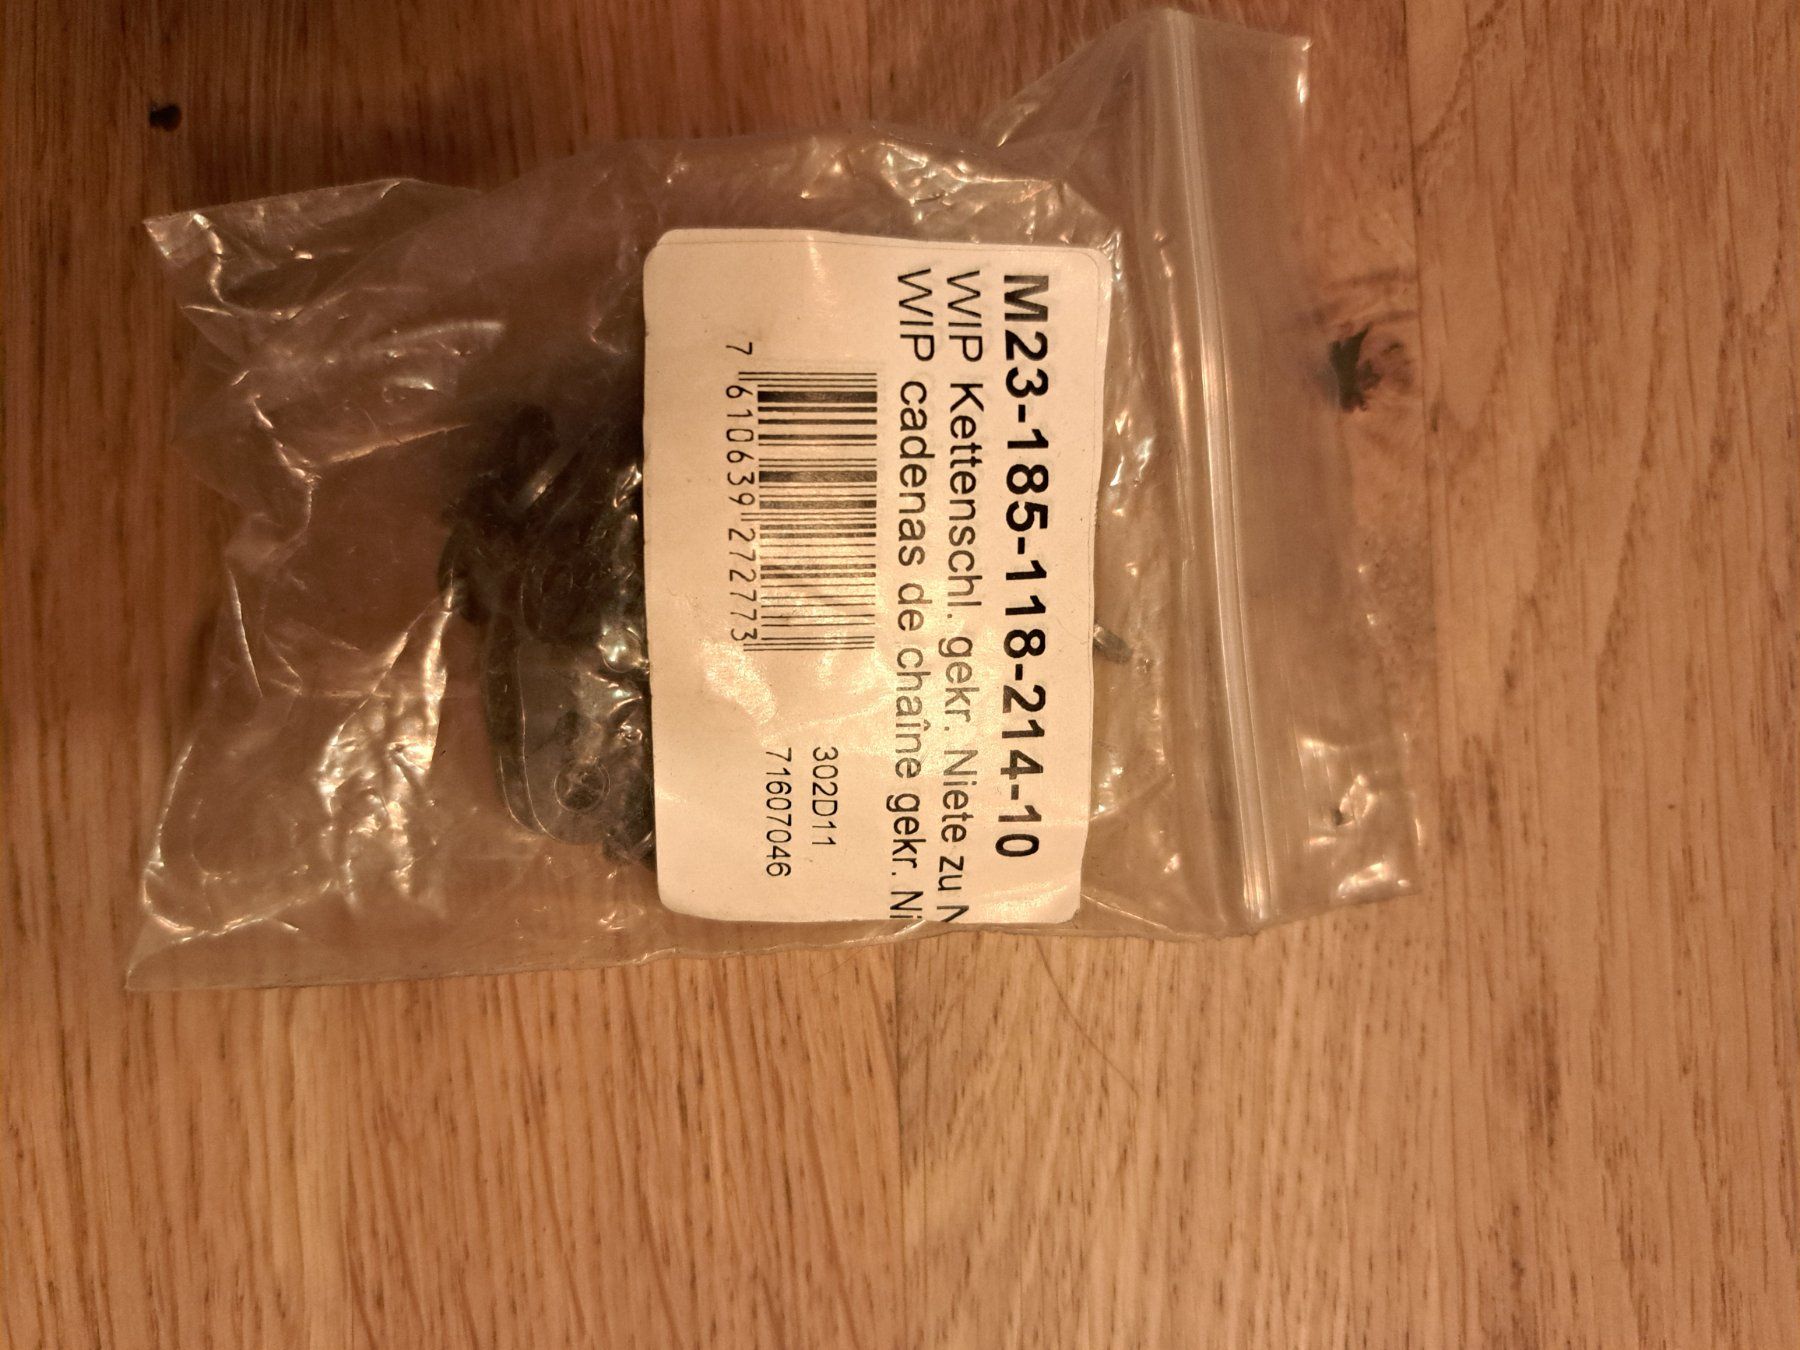 M23-185-118-214-10
WIP Kettenschl. gekr. Niete zu N
WIP cadenas de chaîne gekr. Ni
302D11
71607046
7 610639 272773